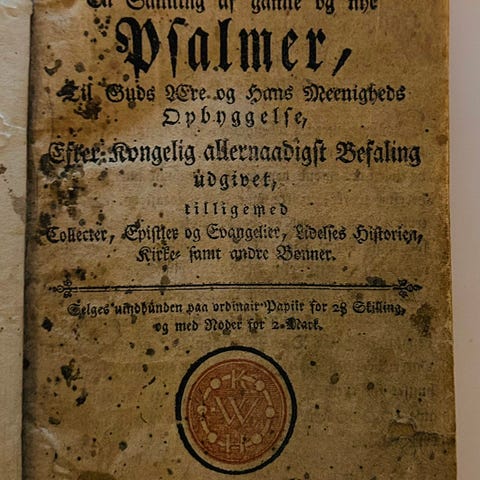 En Samling af gamle og nye
Psalmer,
Til Guds Ære og Hans Meenigheds
Opbyggelse,
Efter Kongelig allernaadigst Befaling
udgivet,
tilligemed
Collecter, Epistler og Evangelier, Lidelses Historien,
Kirke- samt andre Bønner.
Selges uindbunden paa ordinair Papiir for 28 Skilling,
og med Noder for 2 Mark.
K
W
H